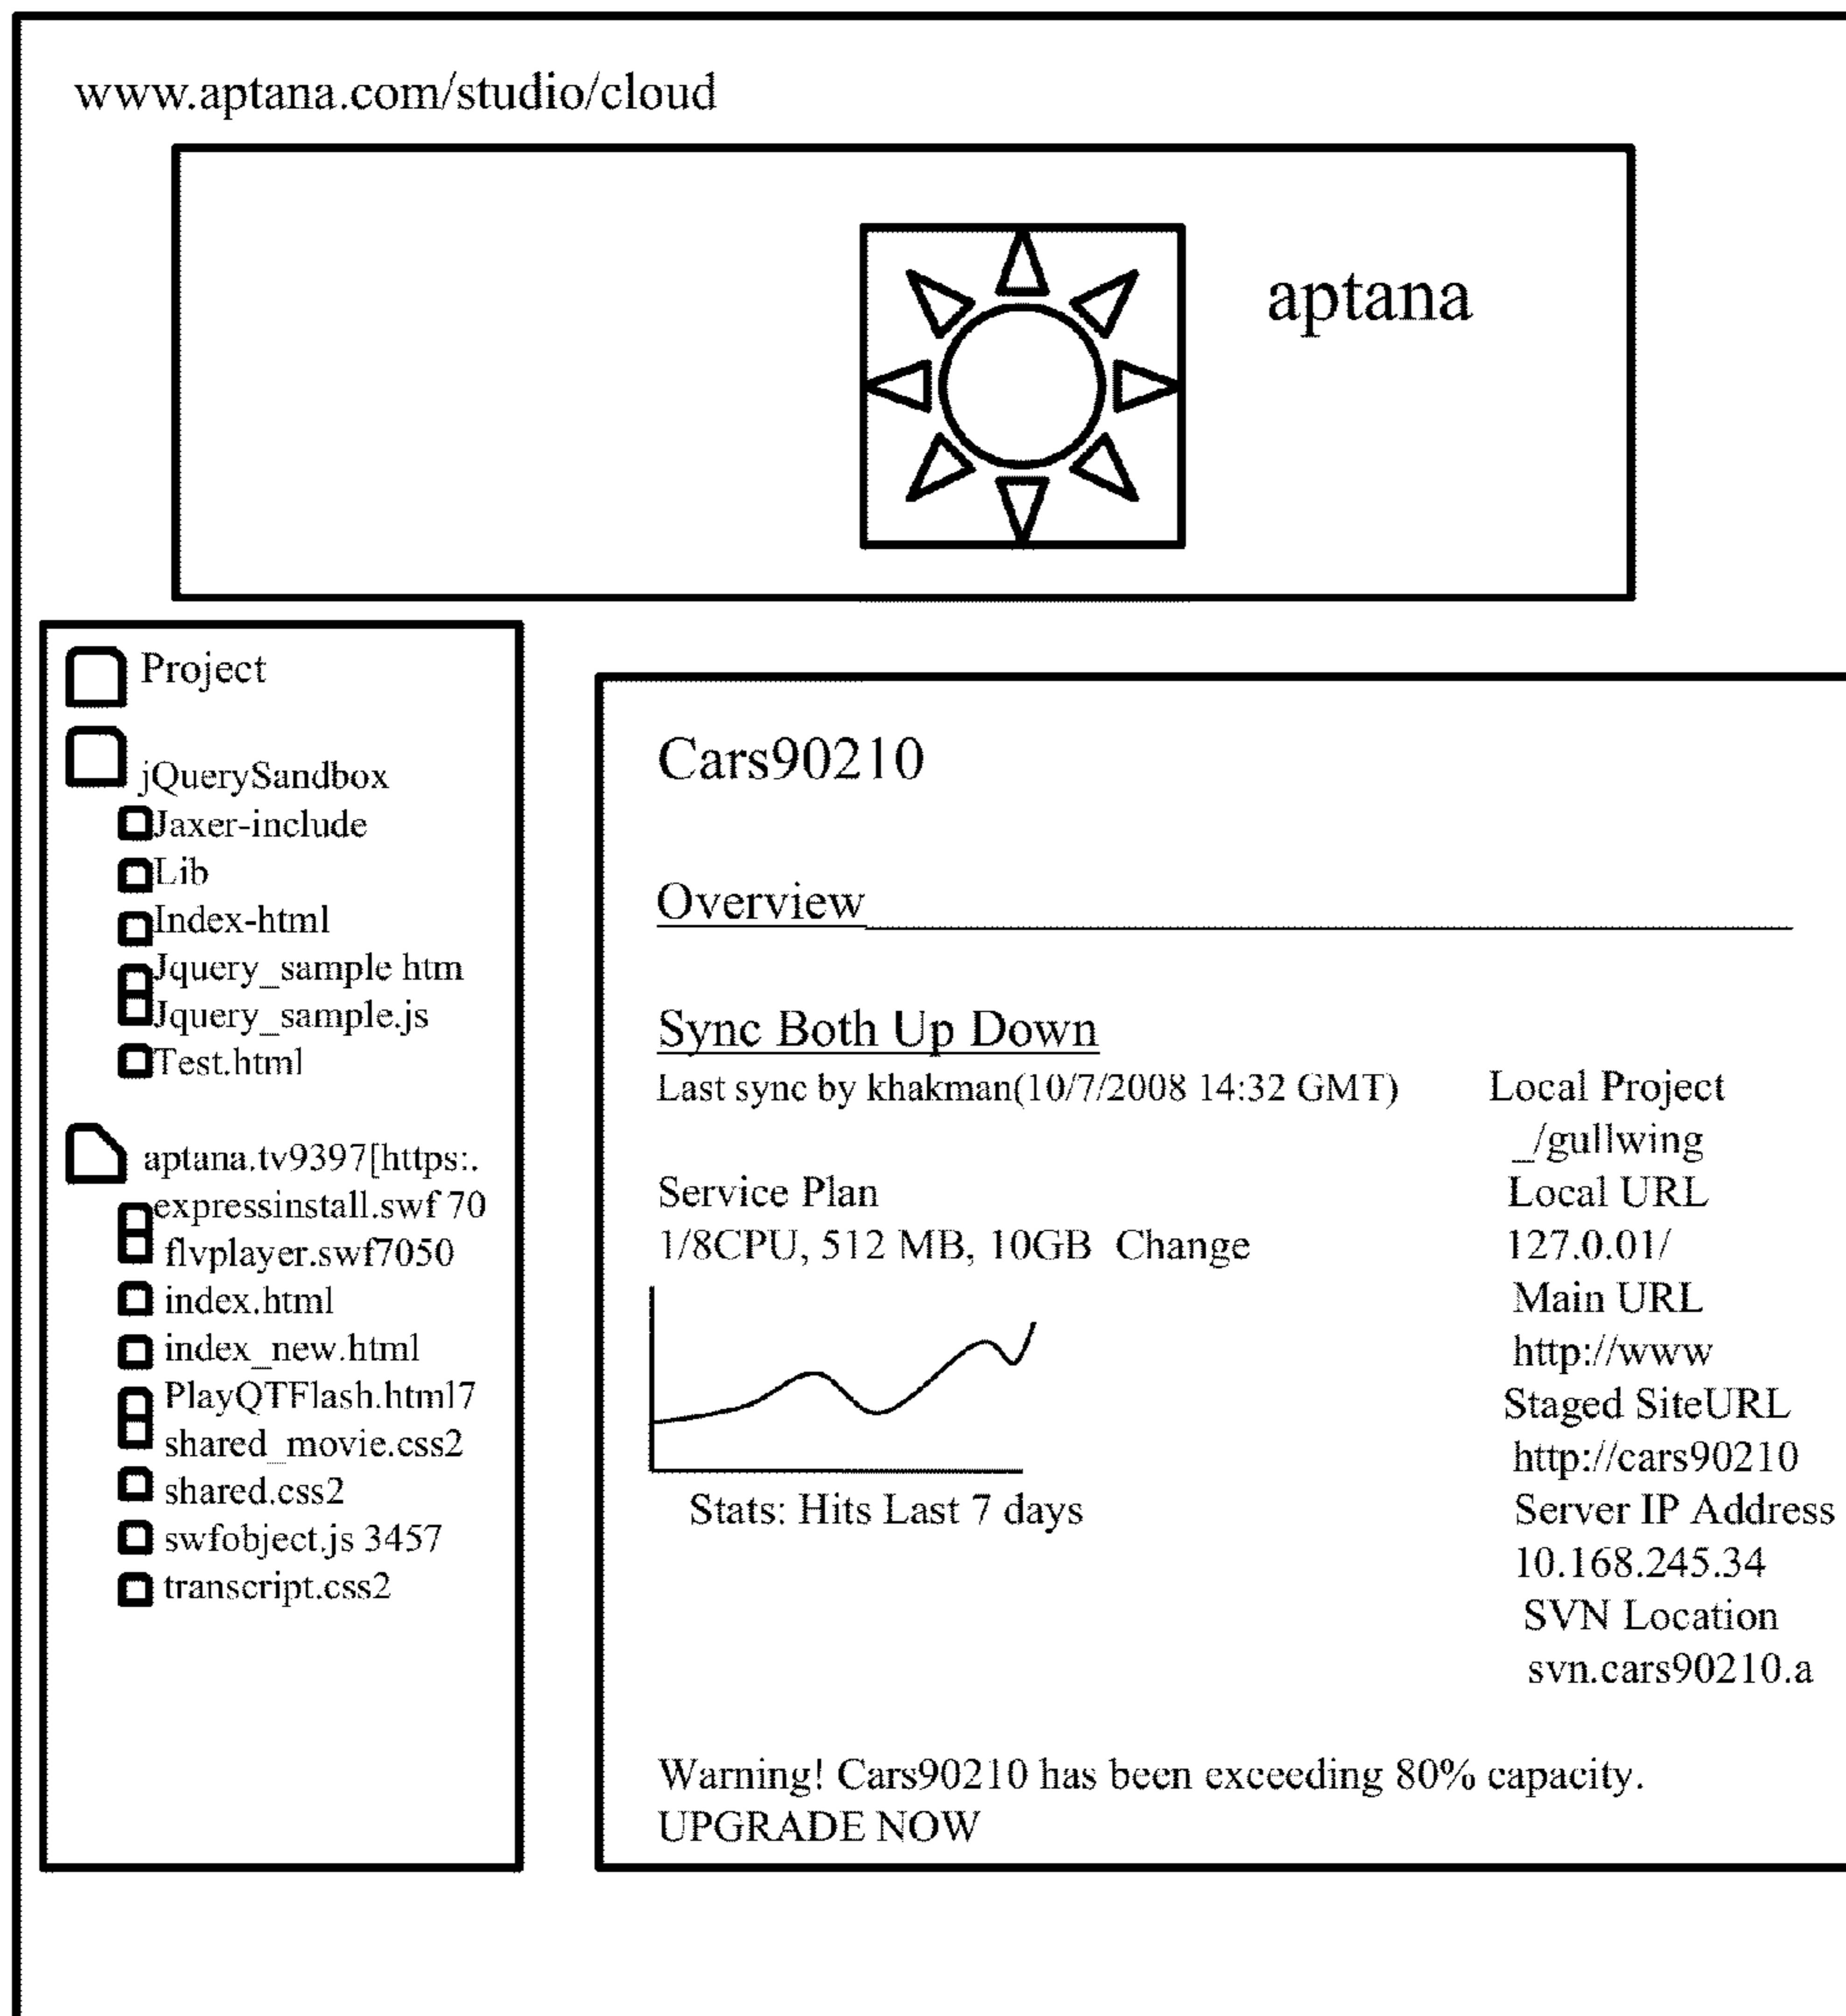 www.aptana.com/studio/cloud
aptana
Project
jQuerySandbox
Jaxer-include
Lib
Index-html
Jquery_sample htm
Jquery_sample.js
Test.html
aptana.tv9397[https:.
expressinstall.swf 70
flvplayer.swf7050
index.html
index_new.html
PlayQTFlash.html7
shared_movie.css2
shared.css2
swfobject.js 3457
transcript.css2
Cars90210
Overview
Sync Both Up Down
Last sync by khakman(10/7/2008 14:32 GMT)
Service Plan
1/8CPU, 512 MB, 10GB Change
Stats: Hits Last 7 days
Local Project
_/gullwing
Local URL
127.0.01/
Main URL
http://www
Staged SiteURL
http://cars90210
Server IP Address
10.168.245.34
SVN Location
svn.cars90210.a
Warning! Cars90210 has been exceeding 80% capacity.
UPGRADE NOW